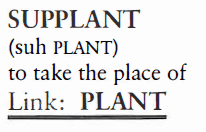 SUPPLANT
(suh PLANT)
to take the place of
Link: PLANT